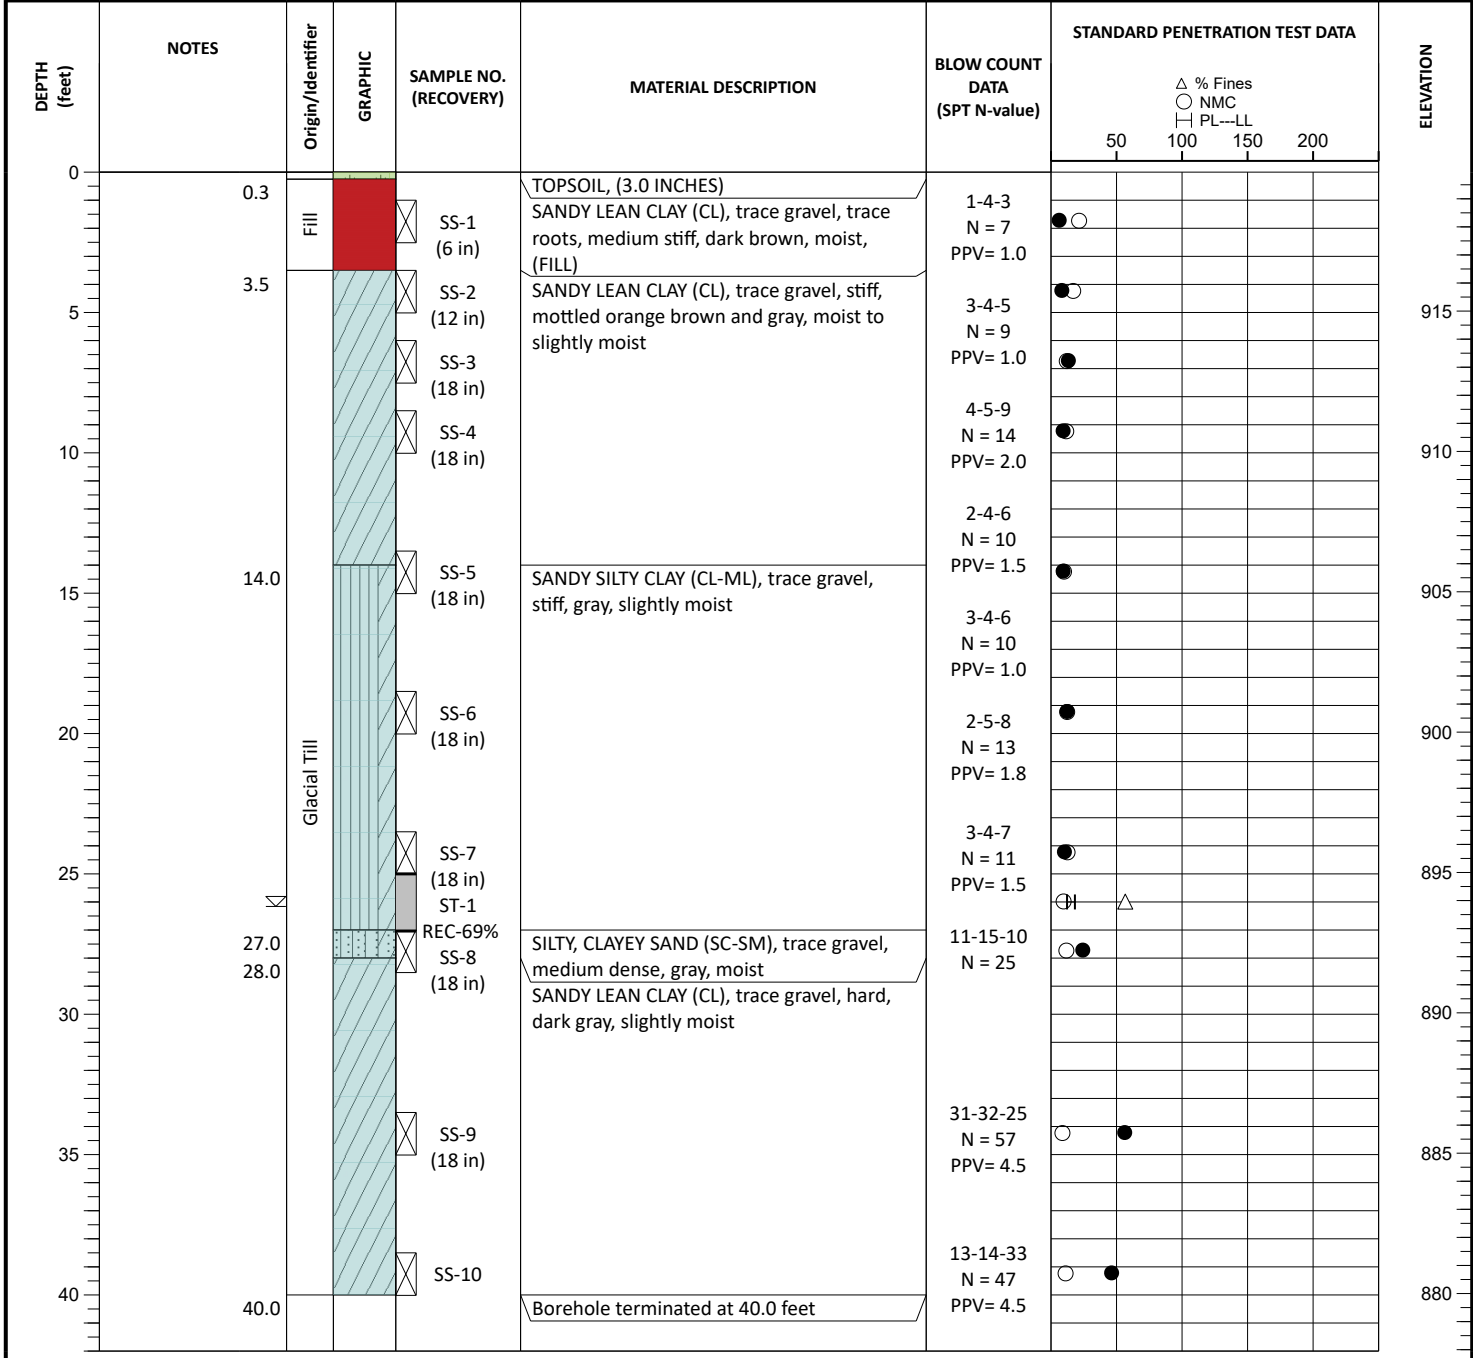 DEPTH
(feet)
NOTES
Origin/Identifier
GRAPHIC
SAMPLE NO.
(RECOVERY)
MATERIAL DESCRIPTION
BLOW COUNT
DATA
(SPT N-value)
STANDARD PENETRATION TEST DATA
% Fines
NMC
PL---LL
50 100 150 200
ELEVATION
0
5
10
15
20
25
30
35
40
0.3
3.5
14.0
27.0
28.0
40.0
Fill
Glacial Till
SS-1
(6 in)
SS-2
(12 in)
SS-3
(18 in)
SS-4
(18 in)
SS-5
(18 in)
SS-6
(18 in)
SS-7
(18 in)
ST-1
REC-69%
SS-8
(18 in)
SS-9
(18 in)
SS-10
TOPSOIL, (3.0 INCHES)
SANDY LEAN CLAY (CL), trace gravel, trace
roots, medium stiff, dark brown, moist,
(FILL)
SANDY LEAN CLAY (CL), trace gravel, stiff,
mottled orange brown and gray, moist to
slightly moist
SANDY SILTY CLAY (CL-ML), trace gravel,
stiff, gray, slightly moist
SILTY, CLAYEY SAND (SC-SM), trace gravel,
medium dense, gray, moist
SANDY LEAN CLAY (CL), trace gravel, hard,
dark gray, slightly moist
Borehole terminated at 40.0 feet
1-4-3
N = 7
PPV= 1.0
3-4-5
N = 9
PPV= 1.0
4-5-9
N = 14
PPV= 2.0
2-4-6
N = 10
PPV= 1.5
3-4-6
N = 10
PPV= 1.0
2-5-8
N = 13
PPV= 1.8
3-4-7
N = 11
PPV= 1.5
11-15-10
N = 25
31-32-25
N = 57
PPV= 4.5
13-14-33
N = 47
PPV= 4.5
915
910
905
900
895
890
885
880